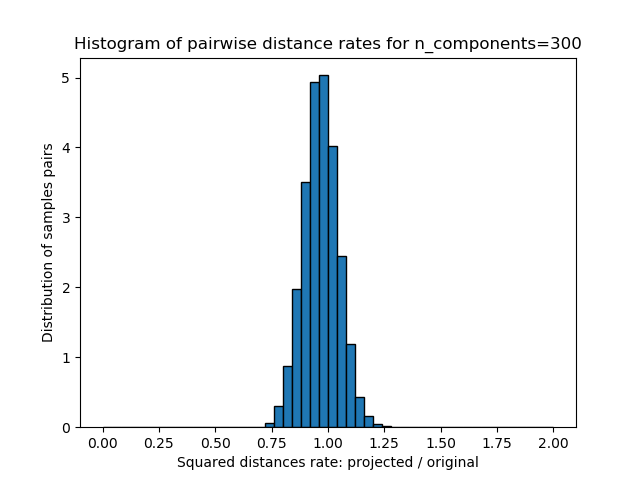 Histogram of pairwise distance rates for n_components=300
Distribution of samples pairs
5
4
3
2
1
0
0.00 0.25 0.50 0.75 1.00 1.25 1.50 1.75 2.00
Squared distances rate: projected / original